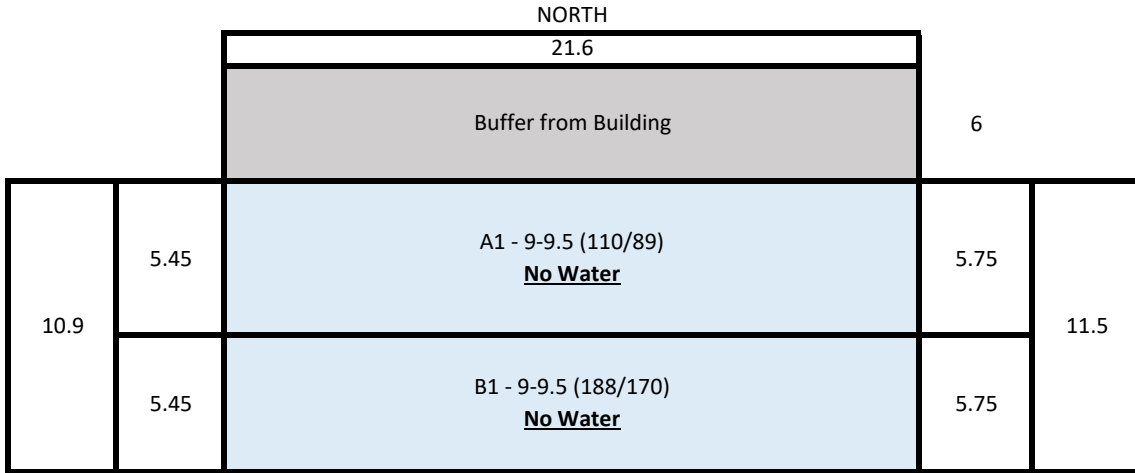 NORTH
21.6
Buffer from Building
6
5.45
A1 - 9-9.5 (110/89)
No Water
5.75
10.9
11.5
5.45
B1 - 9-9.5 (188/170)
No Water
5.75